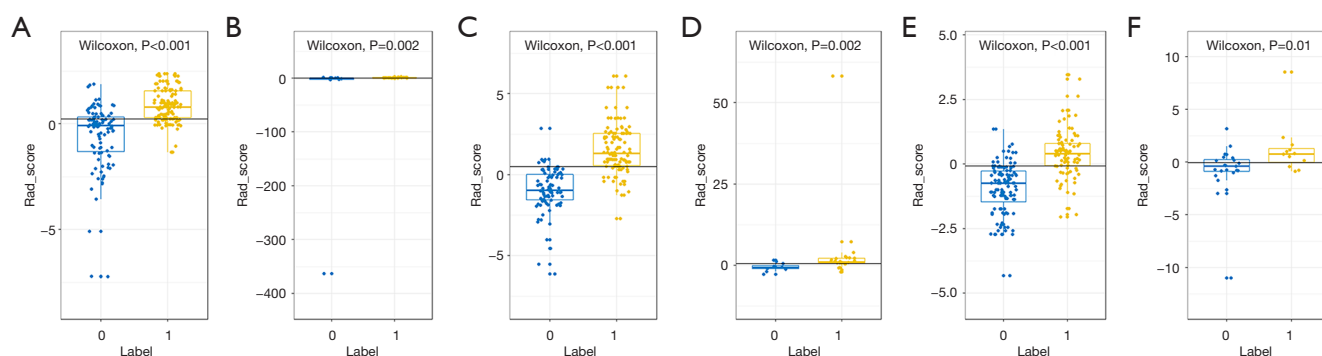 A
Wilcoxon, P<0.001
Rad_score
0
−5
0
1
Label
B
Wilcoxon, P=0.002
Rad_score
0
−100
−200
−300
−400
0
1
Label
C
Wilcoxon, P<0.001
Rad_score
5
0
−5
0
1
Label
D
Wilcoxon, P=0.002
Rad_score
50
25
0
0
1
Label
E
Wilcoxon, P<0.001
Rad_score
5.0
2.5
0
−2.5
−5.0
0
1
Label
F
Wilcoxon, P=0.01
Rad_score
10
5
0
−5
−10
0
1
Label